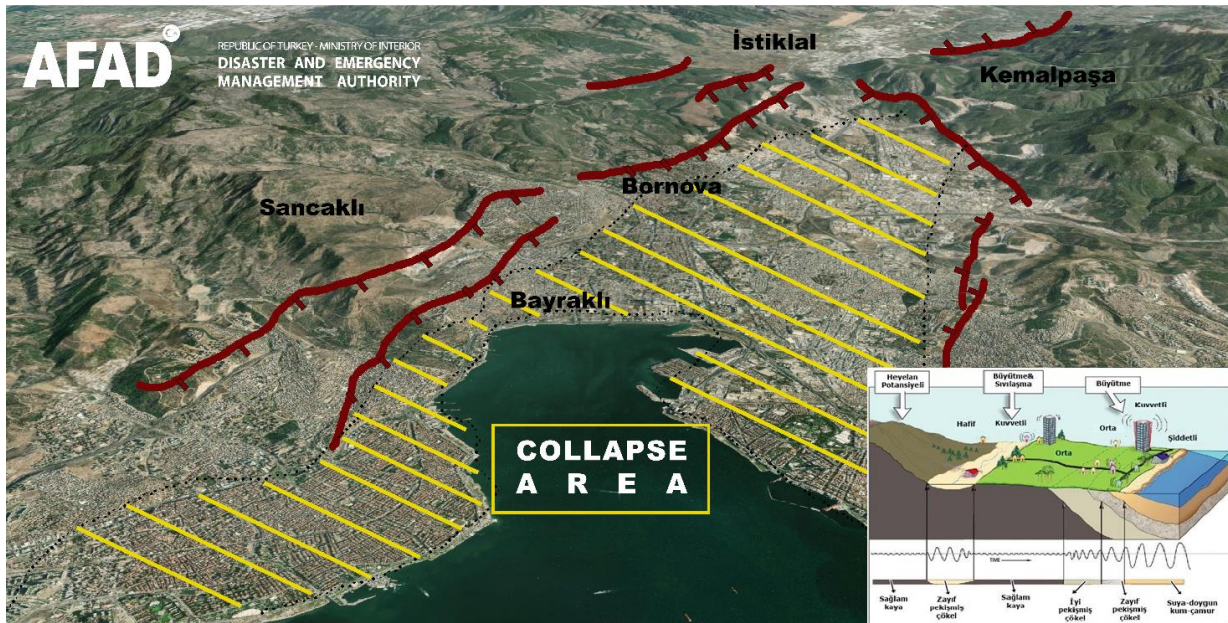 AFAD
REPUBLIC OF TURKEY - MINISTRY OF INTERIOR
DISASTER AND EMERGENCY
MANAGEMENT AUTHORITY
İstiklal
Kemalpaşa
Bornova
Sancaklı
Bayraklı
COLLAPSE
AREA
Heyelan
Potansiyeli
Büyütme&
Sıvılaşma
Büyütme
Kuvvetli
Hafif
Kuvvetli
Orta
Şiddetli
Orta
TIME
Sağlam
kaya
Zayıf
pekişmiş
çökel
Sağlam
kaya
İyi
pekişmiş
çökel
Zayıf
pekişmiş
çökel
Suya-doygun
kum-çamur